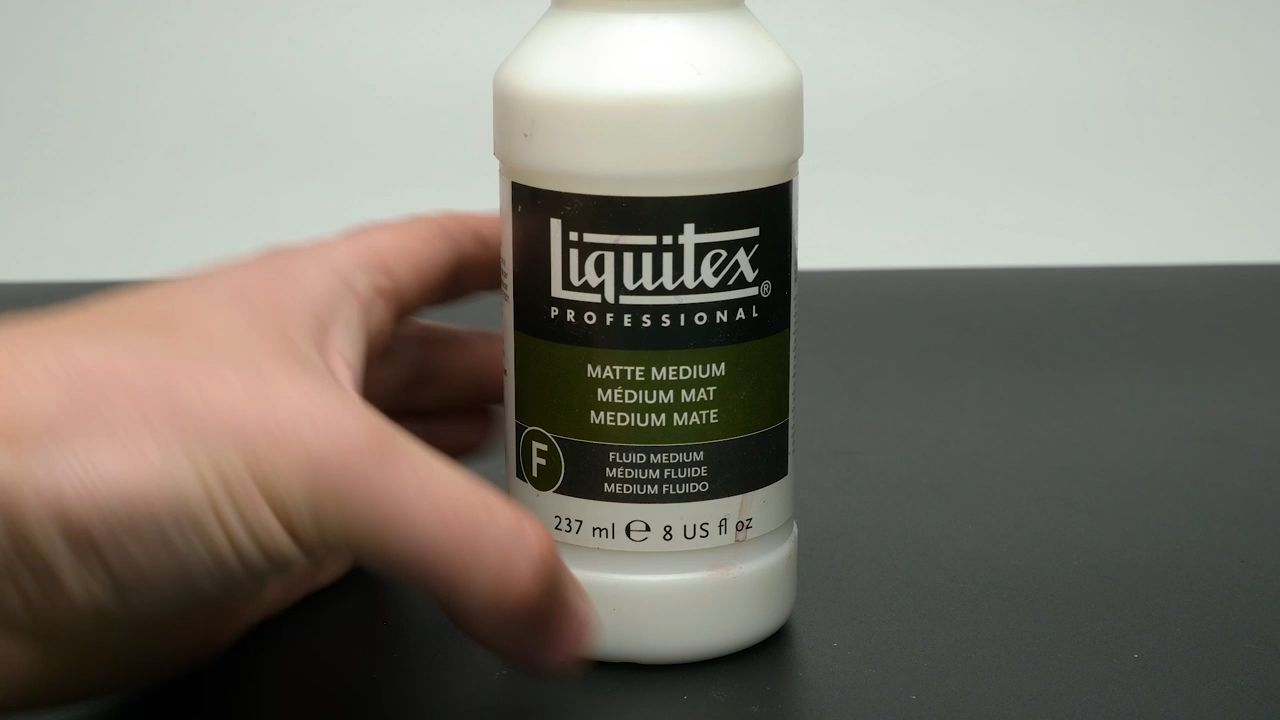 Liquitex®
PROFESSIONAL
MATTE MEDIUM
MÉDIUM MAT
MEDIUM MATE
F
FLUID MEDIUM
MÉDIUM FLUIDE
MEDIUM FLUIDO
237 ml ℮ 8 US fl oz